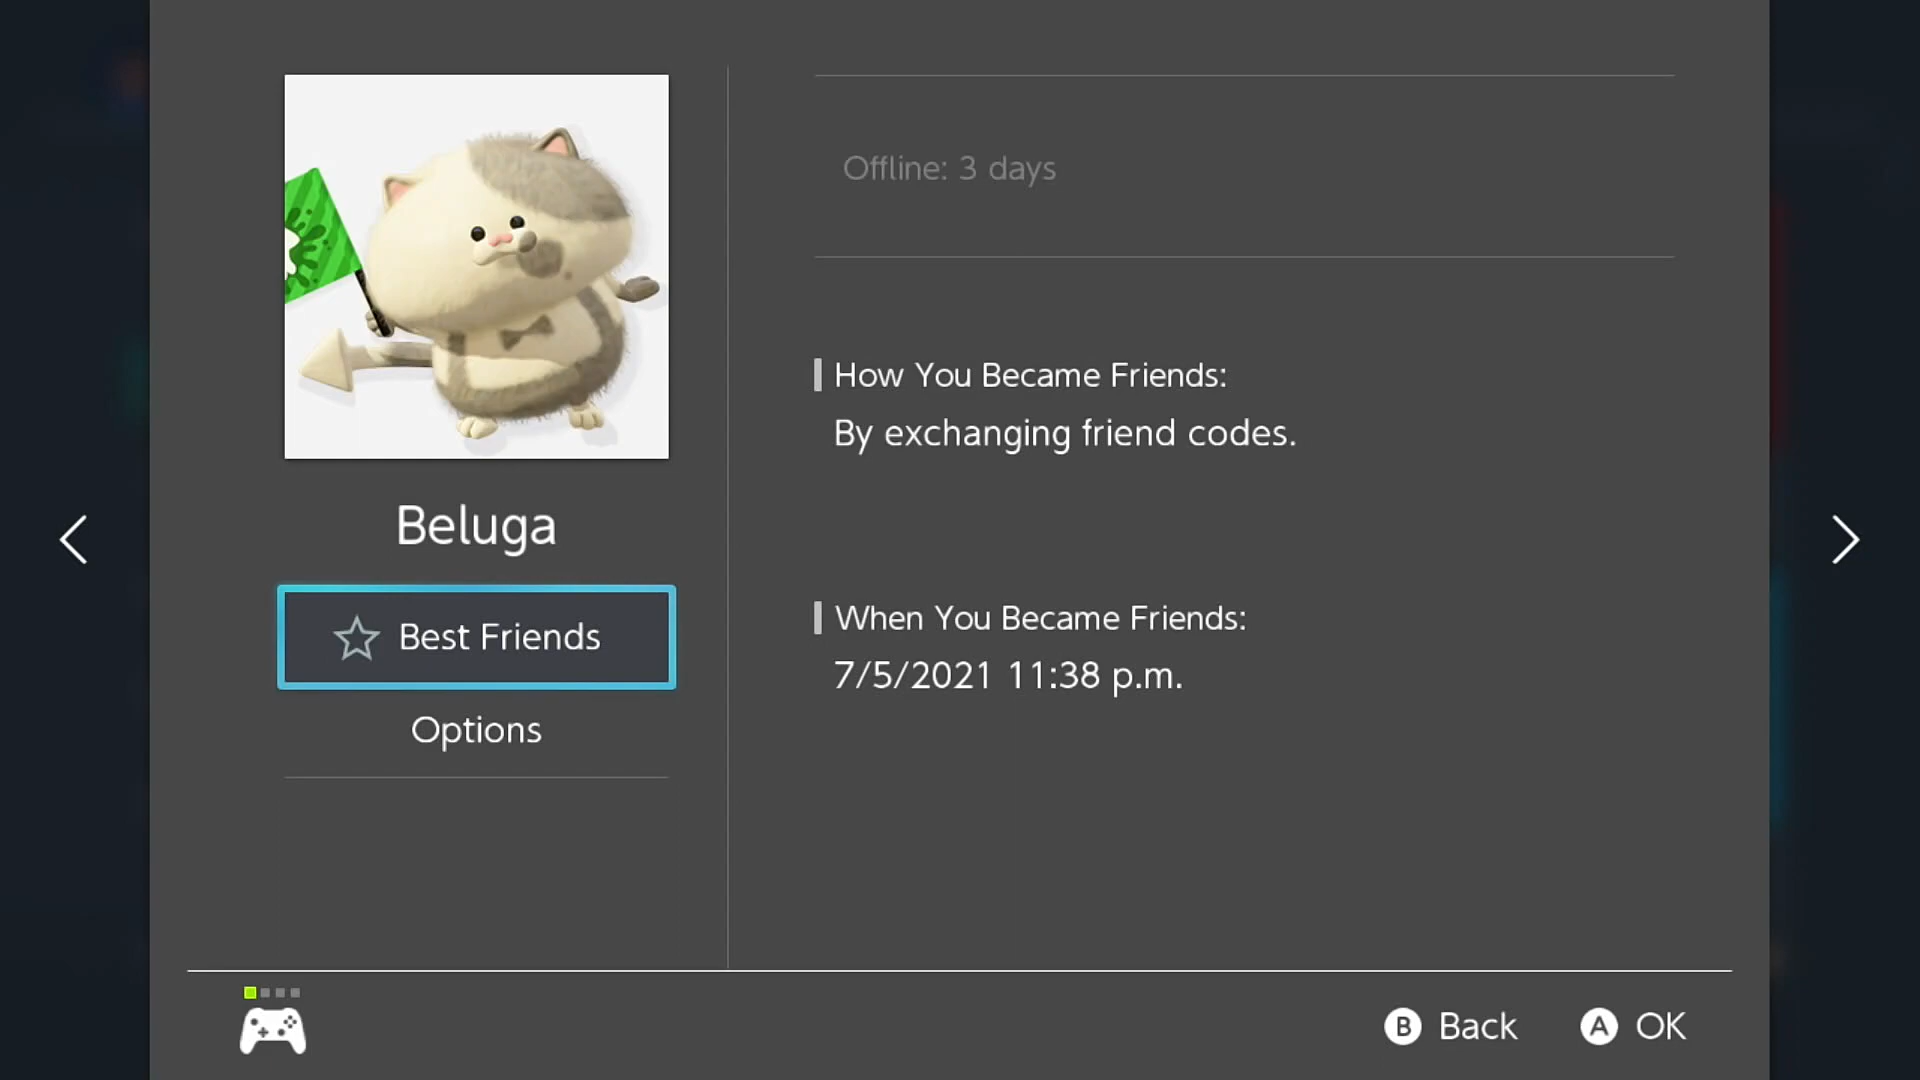 Offline: 3 days
How You Became Friends:
By exchanging friend codes.
Beluga
Best Friends
When You Became Friends:
7/5/2021 11:38 p.m.
Options
B Back
A OK